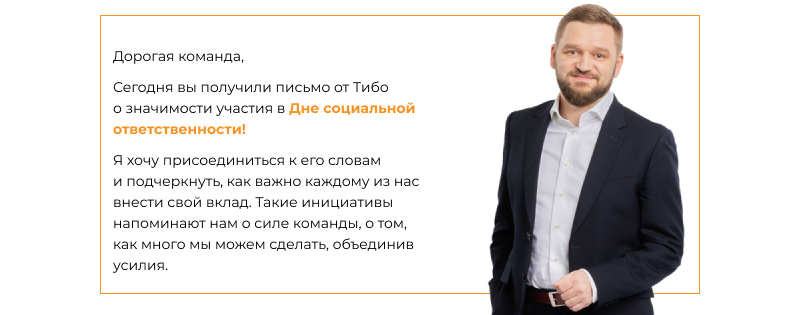 Дорогая команда,
Сегодня вы получили письмо от Тибо
о значимости участия в Дне социальной
ответственности!
Я хочу присоединиться к его словам
и подчеркнуть, как важно каждому из нас
внести свой вклад. Такие инициативы
напоминают нам о силе команды, о том,
как много мы можем сделать, объединив
усилия.